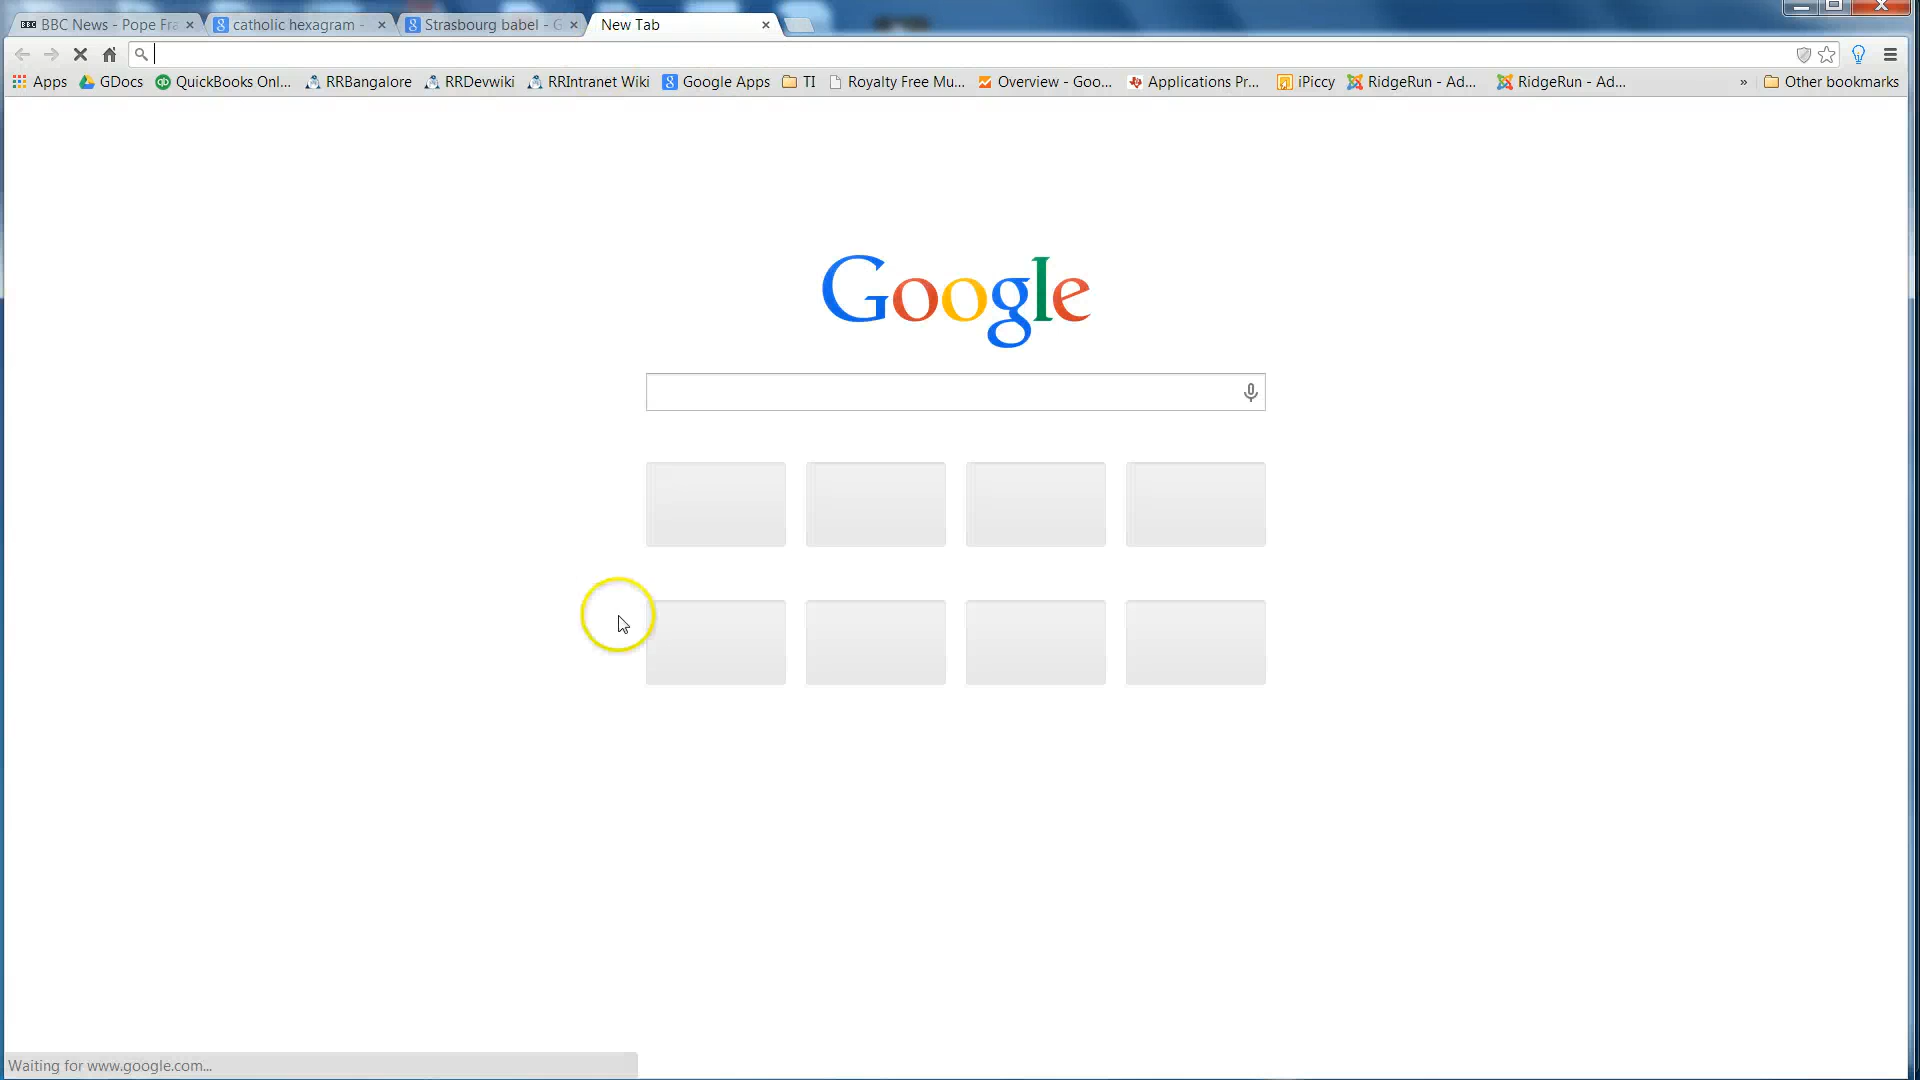 BBC News - Pope Fra
catholic hexagram -
Strasbourg babel - G
New Tab
Apps GDocs QuickBooks Onl... RRBangalore RRDevwiki RRIntranet Wiki Google Apps TI Royalty Free Mu... Overview - Goo... Applications Pr... iPiccy RidgeRun - Ad... RidgeRun - Ad... » Other bookmarks
Google
Waiting for www.google.com...